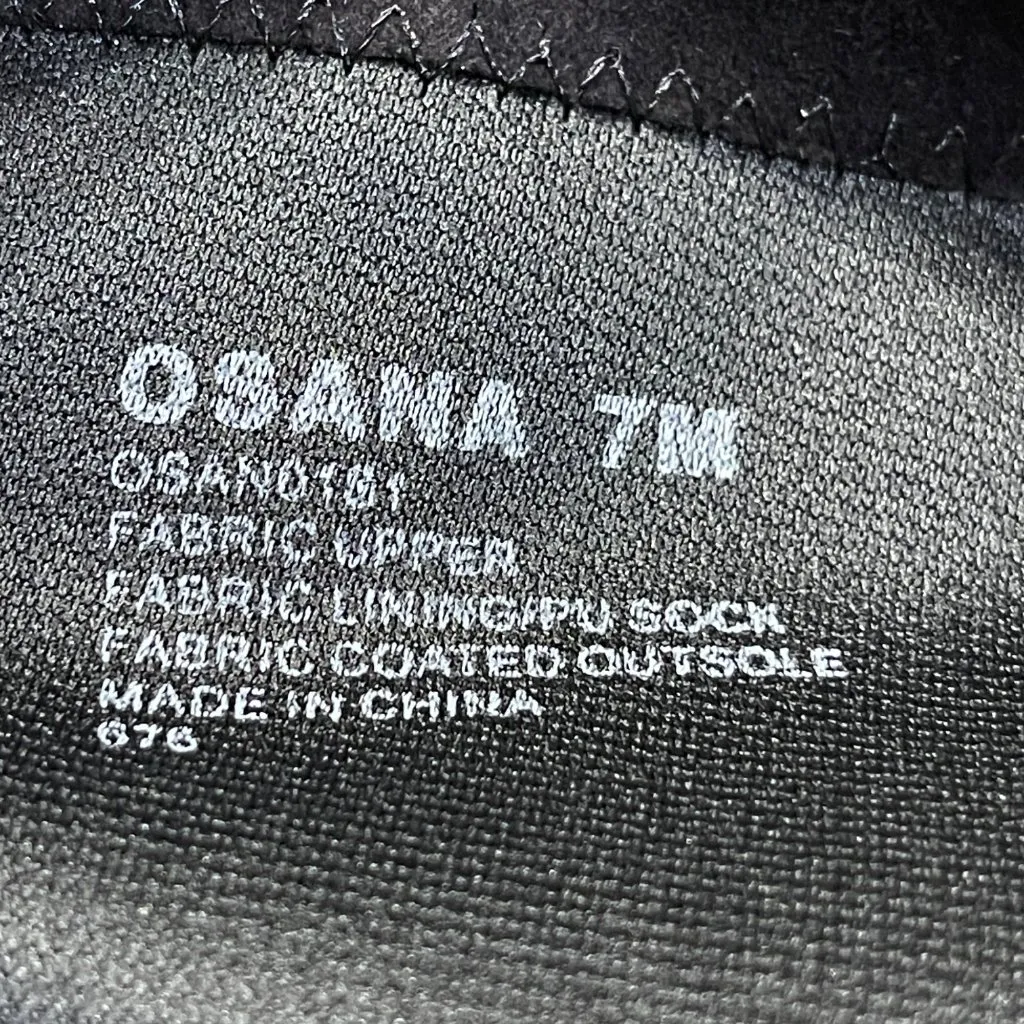 OSANA 7M
OSAN0101
FABRIC UPPER
FABRIC LINING/PU SOCK
FABRIC COATED OUTSOLE
MADE IN CHINA
676